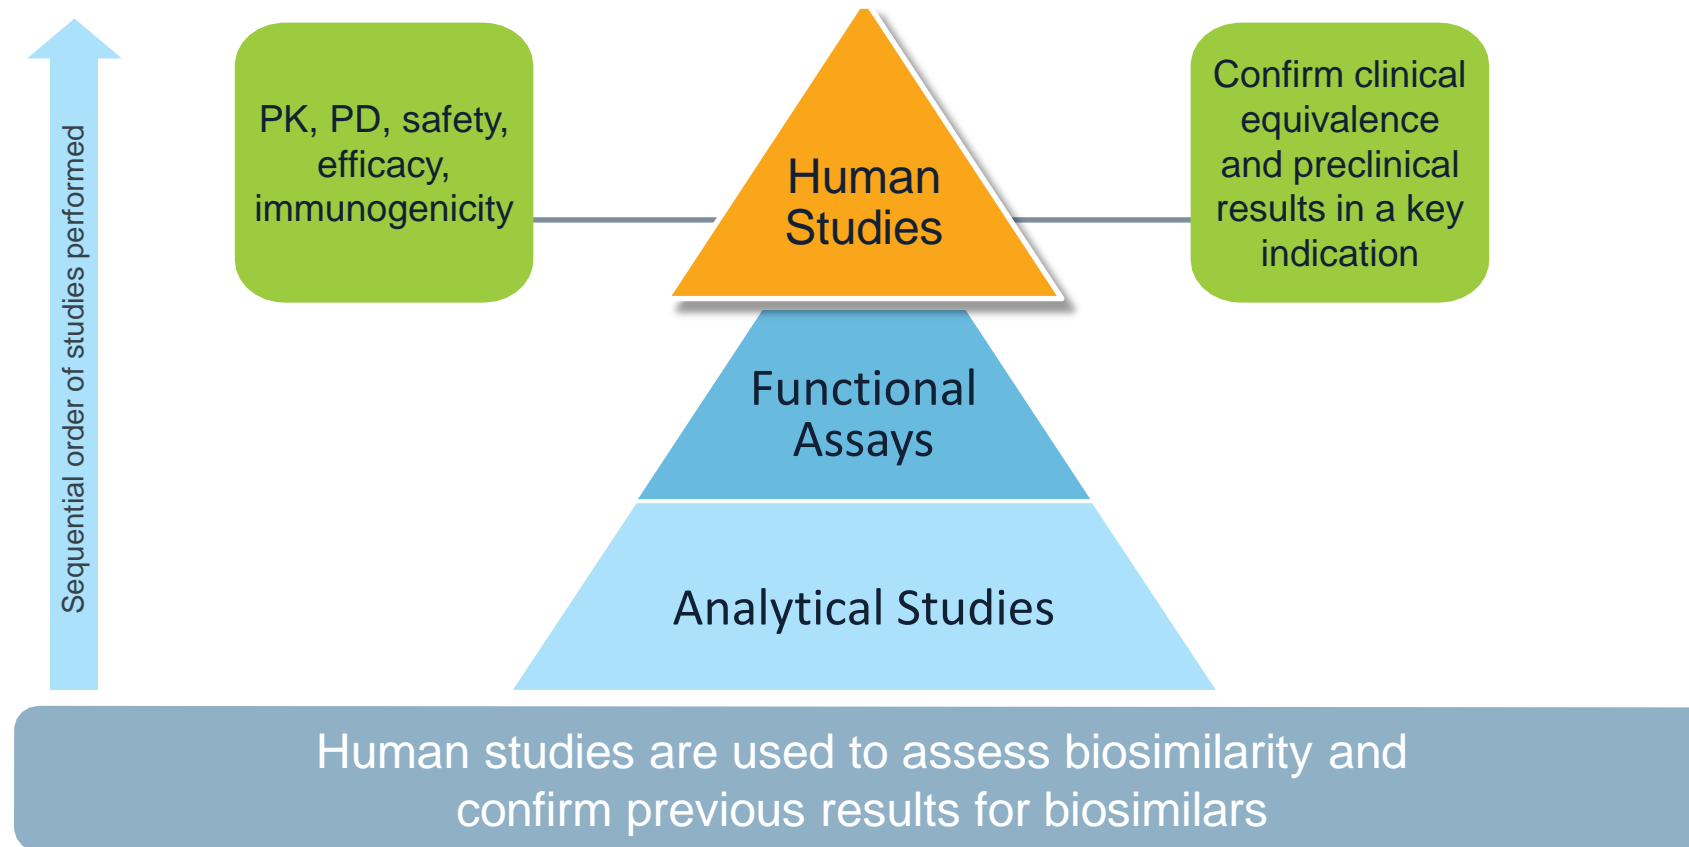 Sequential order of studies performed
PK, PD, safety,
efficacy,
immunogenicity
Human
Studies
Confirm clinical
equivalence
and preclinical
results in a key
indication
Functional
Assays
Analytical Studies
Human studies are used to assess biosimilarity and
confirm previous results for biosimilars